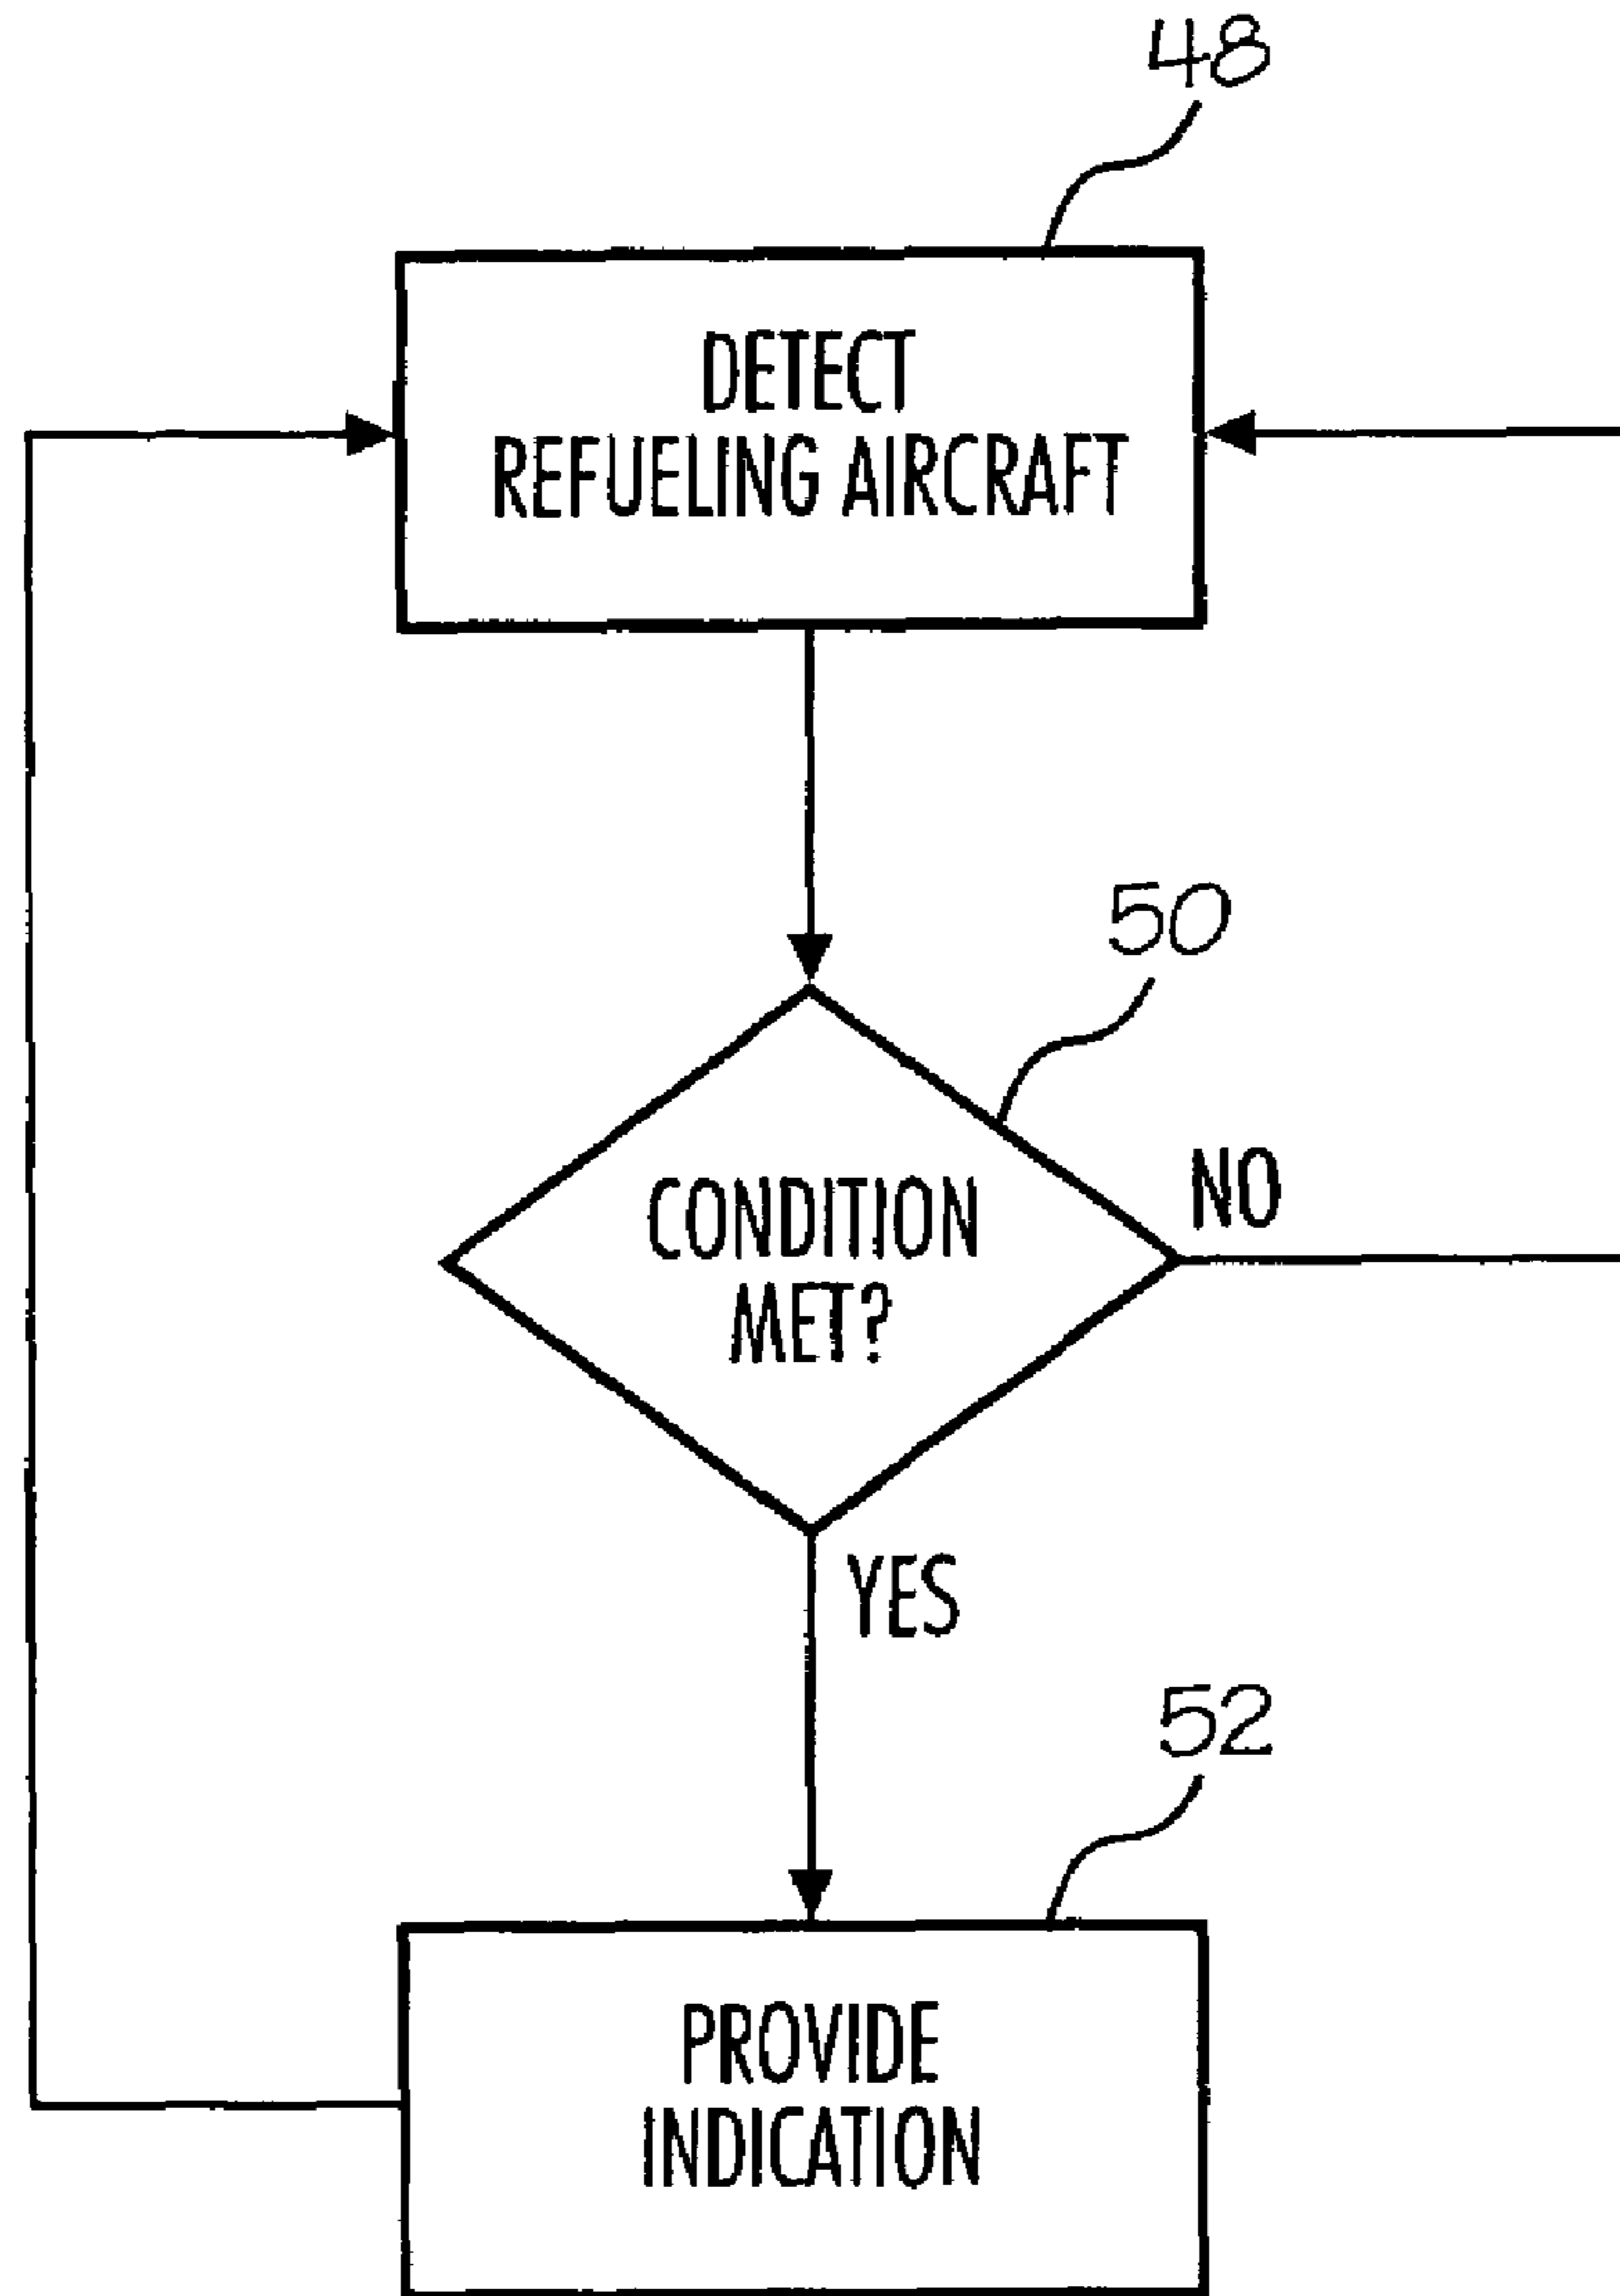 48
DETECT
REFUELING AIRCRAFT
50
CONDITION
MET?
NO
YES
52
PROVIDE
INDICATION